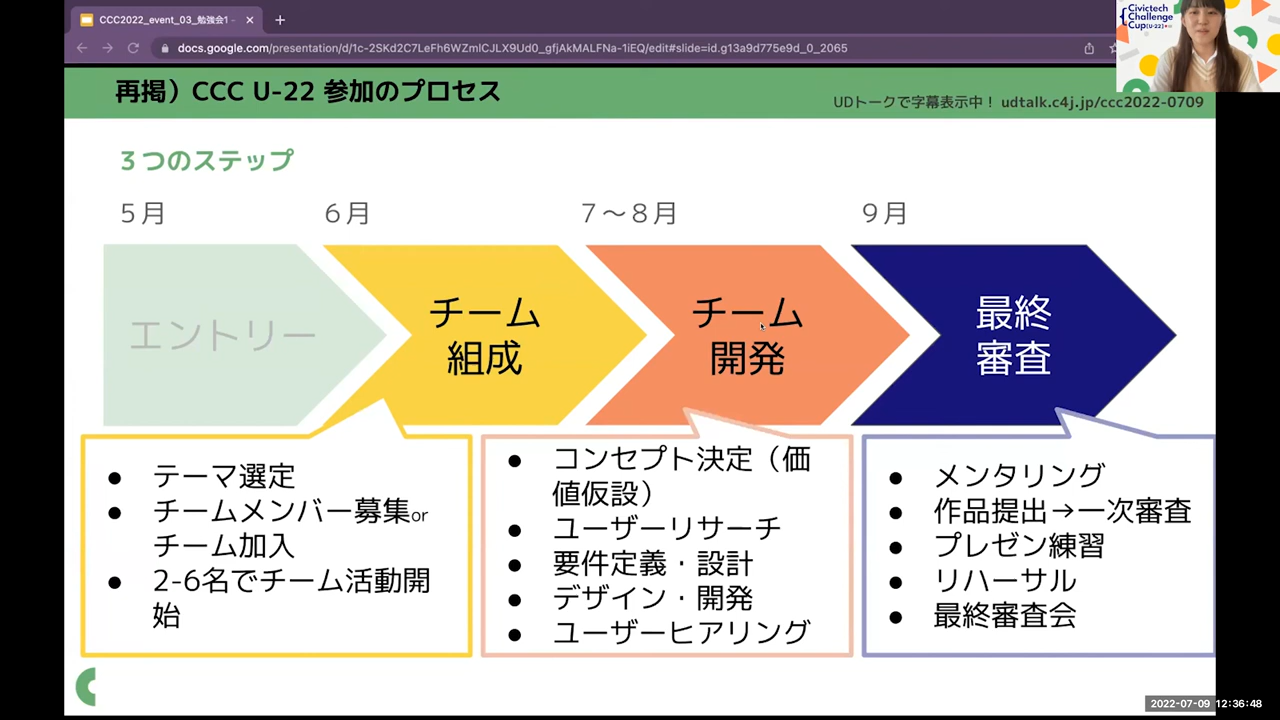 CCC2022_event_03_勉強会1 -
docs.google.com/presentation/d/1c-2SKd2C7LeFh6WZmICJLX9Ud0_gfjAkMALFNa-1iEQ/edit#slide=id.g13a9d775e9d_0_2065
Civictech
Challenge
Cup U-22
再掲）CCC U-22 参加のプロセス
UDトークで字幕表示中！ udtalk.c4j.jp/ccc2022-0709
３つのステップ
５月
６月
７〜８月
９月
エントリー
チーム
組成
チーム
開発
最終
審査
● テーマ選定
● チームメンバー募集or
チーム加入
● 2-6名でチーム活動開
始
● コンセプト決定（価
値仮設）
● ユーザーリサーチ
● 要件定義・設計
● デザイン・開発
● ユーザーヒアリング
● メンタリング
● 作品提出→一次審査
● プレゼン練習
● リハーサル
● 最終審査会
2022-07-09 12:36:48